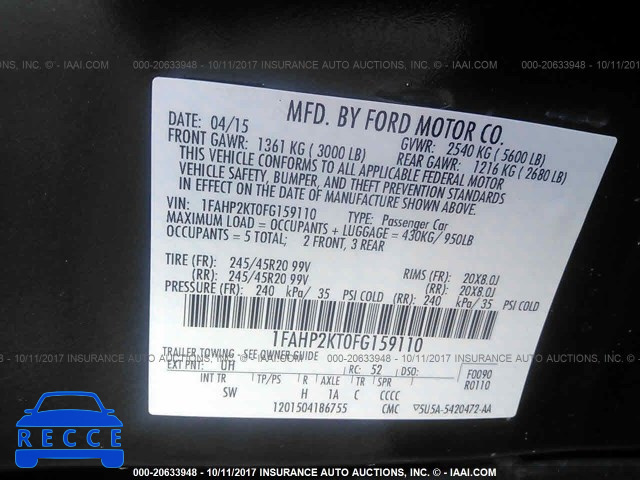 000-20633948 - 10/11/2017 INSURANCE AUTO AUCTIONS, INC. © - IAAI.COM
MFD. BY FORD MOTOR CO.
DATE: 04/15
GVWR: 2540 KG ( 5600 LB)
FRONT GAWR: 1361 KG ( 3000 LB)
REAR GAWR: 1216 KG ( 2680 LB)
THIS VEHICLE CONFORMS TO ALL APPLICABLE FEDERAL MOTOR
VEHICLE SAFETY, BUMPER, AND THEFT PREVENTION STANDARDS
IN EFFECT ON THE DATE OF MANUFACTURE SHOWN ABOVE.
VIN: 1FAHP2KT0FG159110 TYPE: Passenger Car
MAXIMUM LOAD = OCCUPANTS + LUGGAGE = 430KG/ 950LB
OCCUPANTS = 5 TOTAL; 2 FRONT, 3 REAR
TIRE (FR): 245/45R20 99V RIMS (FR): 20X8.0J
(RR): 245/45R20 99V (RR): 20X8.0J
PRESSURE (FR): 240 kPa/ 35 PSI COLD (RR): 240 kPa/ 35 PSI COLD
1FAHP2KT0FG159110
TRAILER TOWING - SEE OWNER GUIDE
EXT PNT: UH RC: 52 DSO: F0090
R0110
INT TR TP/PS R AXLE TR SPR
SW H 1A C CCCC
1201504186755 CMC 5U5A-5420472-AA
RECCE
000-20633948 - 10/11/2017 INSURANCE AUTO AUCTIONS, INC. © - IAAI.COM